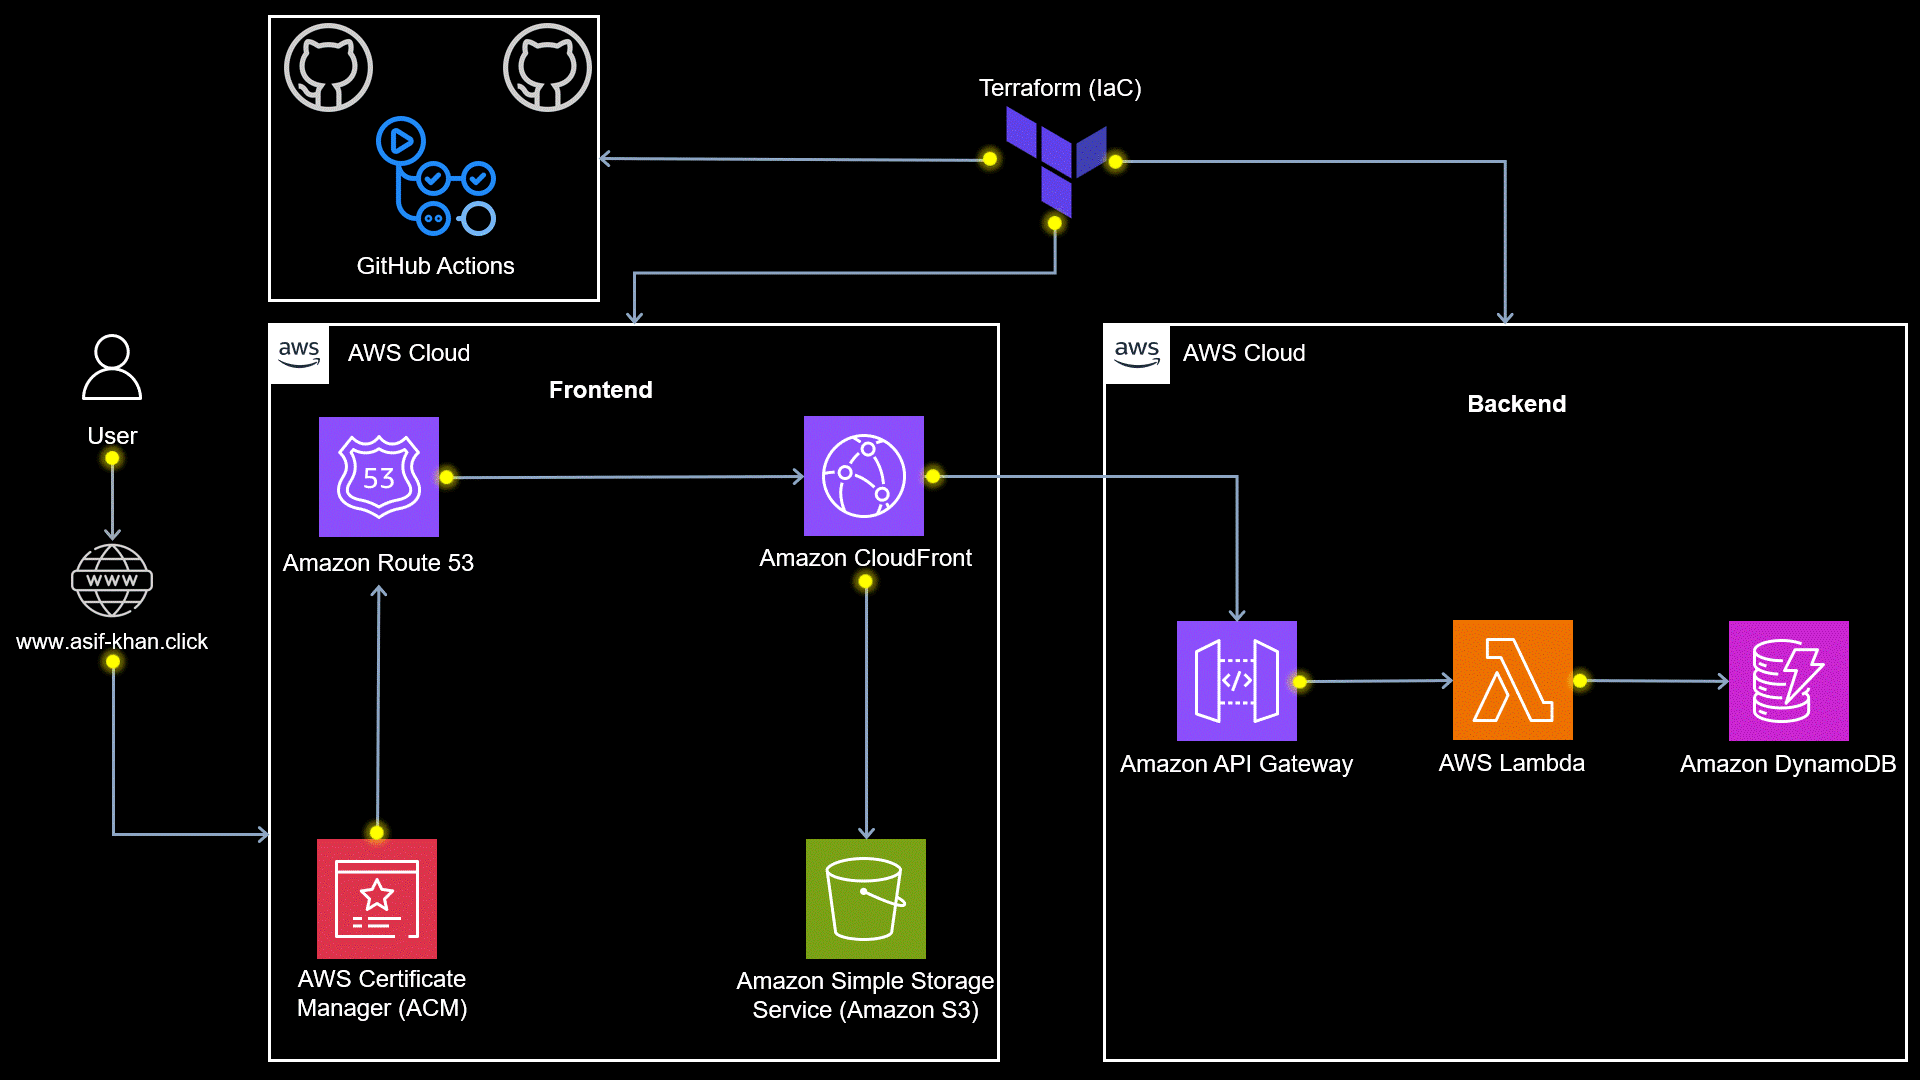 Terraform (IaC)
GitHub Actions
aws
AWS Cloud
Frontend
aws
AWS Cloud
Backend
User
53
Amazon Route 53
Amazon CloudFront
WWW
www.asif-khan.click
</>
Amazon API Gateway
AWS Lambda
Amazon DynamoDB
AWS Certificate
Manager (ACM)
Amazon Simple Storage
Service (Amazon S3)